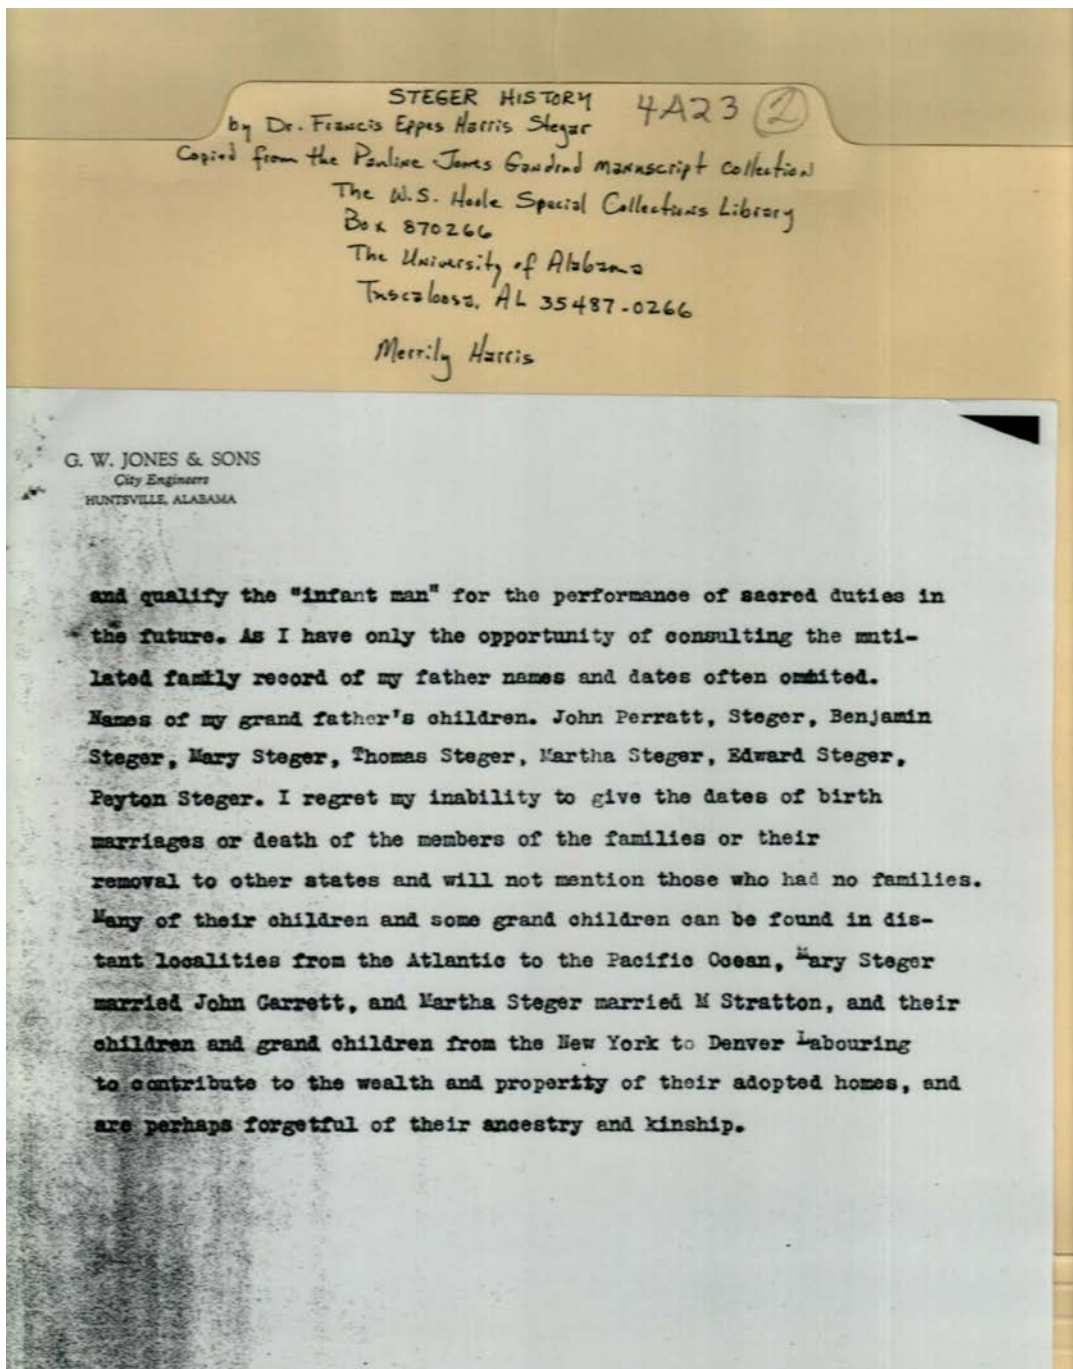 STEGER HISTORY 4A23 2
by Dr. Francis Eppes Harris Stegar
Copied from the Pauline Jones Gandrud manuscript collection
The W.S. Hoole Special Collections Library
Box 870266
The University of Alabama
Tuscaloosa, AL 35487-0266
Merrily Harris
G. W. JONES & SONS
City Engineers
HUNTSVILLE, ALABAMA
and qualify the "infant man" for the performance of sacred duties in
the future. As I have only the opportunity of consulting the muti-
lated family record of my father names and dates often ommited.
Names of my grand father's children. John Perratt, Steger, Benjamin
Steger, Mary Steger, Thomas Steger, Martha Steger, Edward Steger,
Peyton Steger. I regret my inability to give the dates of birth
marriages or death of the members of the families or their
removal to other states and will not mention those who had no families.
Many of their children and some grand children can be found in dis-
tant localities from the Atlantic to the Pacific Ocean, Mary Steger
married John Garrett, and Martha Steger married M Stratton, and their
children and grand children from the New York to Denver Labouring
to contribute to the wealth and properity of their adopted homes, and
are perhaps forgetful of their ancestry and kinship.